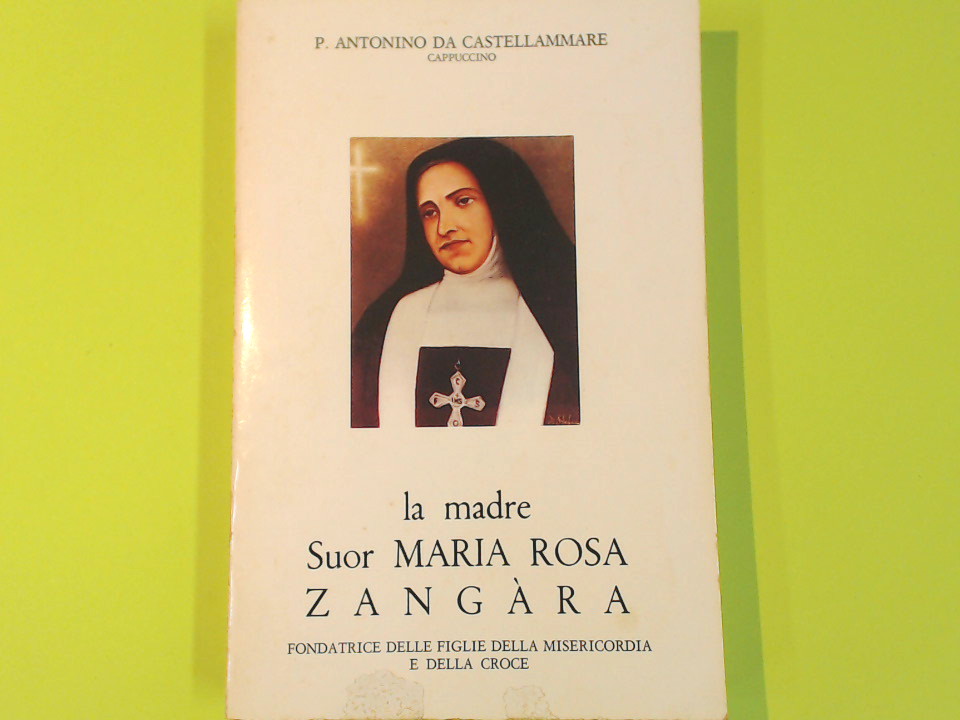 P. ANTONINO DA CASTELLAMMARE
CAPPUCCINO
la madre
Suor MARIA ROSA
ZANGÀRA
FONDATRICE DELLE FIGLIE DELLA MISERICORDIA
E DELLA CROCE